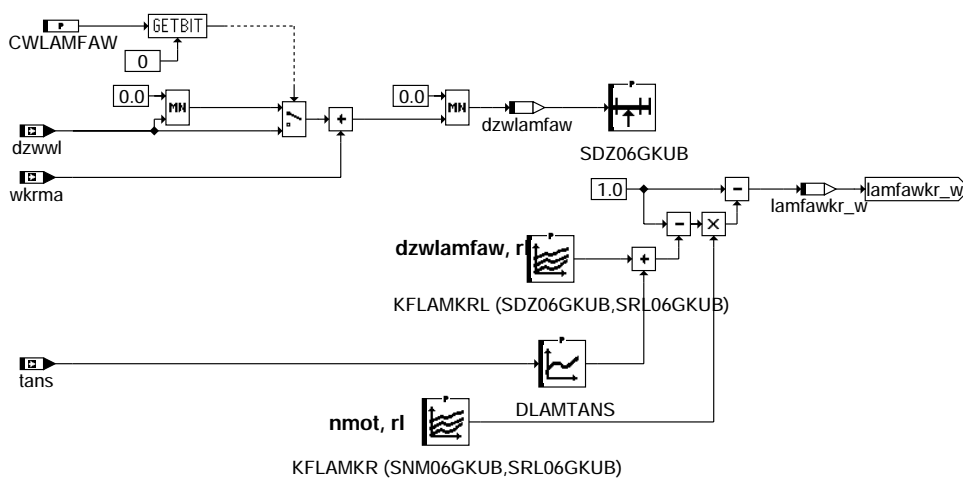 P
GETBIT
CWLAMFAW
0
0.0
MN
0.0
MN
dzwlamfaw
P
SDZ06GKUB
dzwwl
+
wkrma
1.0
−
lamfawkr_w
lamfawkr_w
−
×
dzwlamfaw, rl
P
+
KFLAMKRL (SDZ06GKUB,SRL06GKUB)
tans
P
DLAMTANS
nmot, rl
P
KFLAMKR (SNM06GKUB,SRL06GKUB)